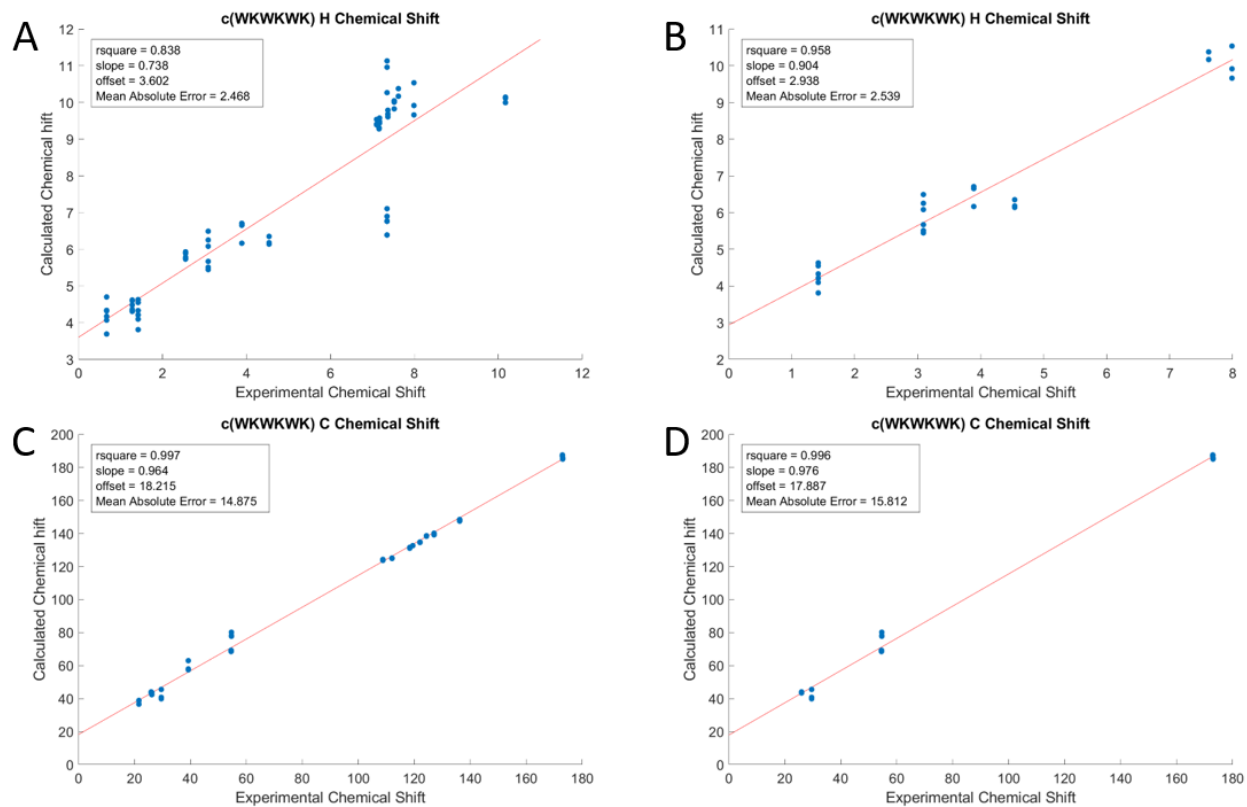 A
c(WKWKWK) H Chemical Shift
rsquare = 0.838
slope = 0.738
offset = 3.602
Mean Absolute Error = 2.468
12
11
10
9
8
7
6
5
4
3
Calculated Chemical hift
0 2 4 6 8 10 12
Experimental Chemical Shift
B
c(WKWKWK) H Chemical Shift
rsquare = 0.958
slope = 0.904
offset = 2.938
Mean Absolute Error = 2.539
11
10
9
8
7
6
5
4
3
2
Calculated Chemical hift
0 1 2 3 4 5 6 7 8
Experimental Chemical Shift
C
c(WKWKWK) C Chemical Shift
rsquare = 0.997
slope = 0.964
offset = 18.215
Mean Absolute Error = 14.875
200
180
160
140
120
100
80
60
40
20
0
Calculated Chemical hift
0 20 40 60 80 100 120 140 160 180
Experimental Chemical Shift
D
c(WKWKWK) C Chemical Shift
rsquare = 0.996
slope = 0.976
offset = 17.887
Mean Absolute Error = 15.812
200
180
160
140
120
100
80
60
40
20
0
Calculated Chemical hift
0 20 40 60 80 100 120 140 160 180
Experimental Chemical Shift